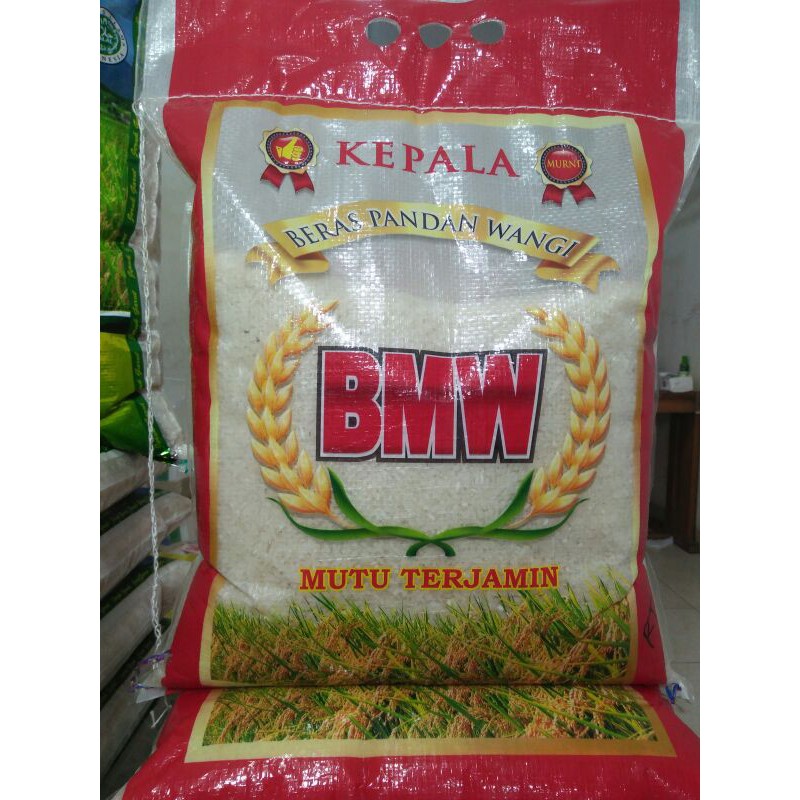 KEPALA
MURNI
BERAS PANDAN WANGI
BMW
MUTU TERJAMIN